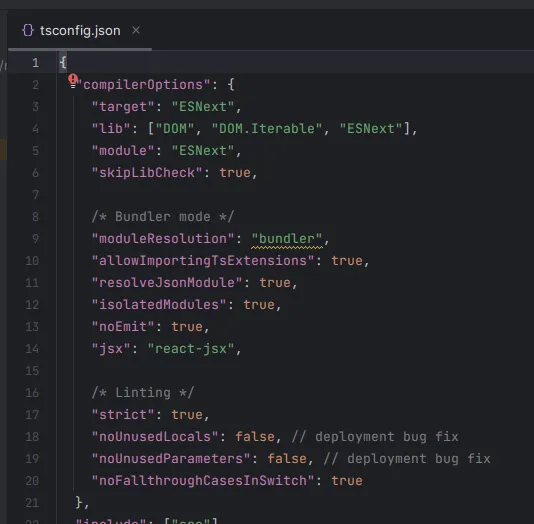 tsconfig.json
1 {
2 "compilerOptions": {
3 "target": "ESNext",
4 "lib": ["DOM", "DOM.Iterable", "ESNext"],
5 "module": "ESNext",
6 "skipLibCheck": true,
7
8 /* Bundler mode */
9 "moduleResolution": "bundler",
10 "allowImportingTsExtensions": true,
11 "resolveJsonModule": true,
12 "isolatedModules": true,
13 "noEmit": true,
14 "jsx": "react-jsx",
15
16 /* Linting */
17 "strict": true,
18 "noUnusedLocals": false, // deployment bug fix
19 "noUnusedParameters": false, // deployment bug fix
20 "noFallthroughCasesInSwitch": true
21 },
"include": ["src"]